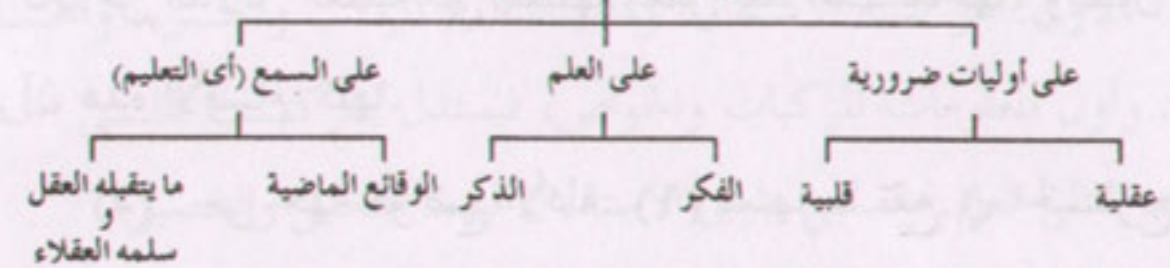 على أوليات ضرورية على العلم على السمع (أى التعليم)
عقلية قلبية الفكر الذكر الوقائع الماضية ما يتقبله العقل
و
سلمه العقلاء